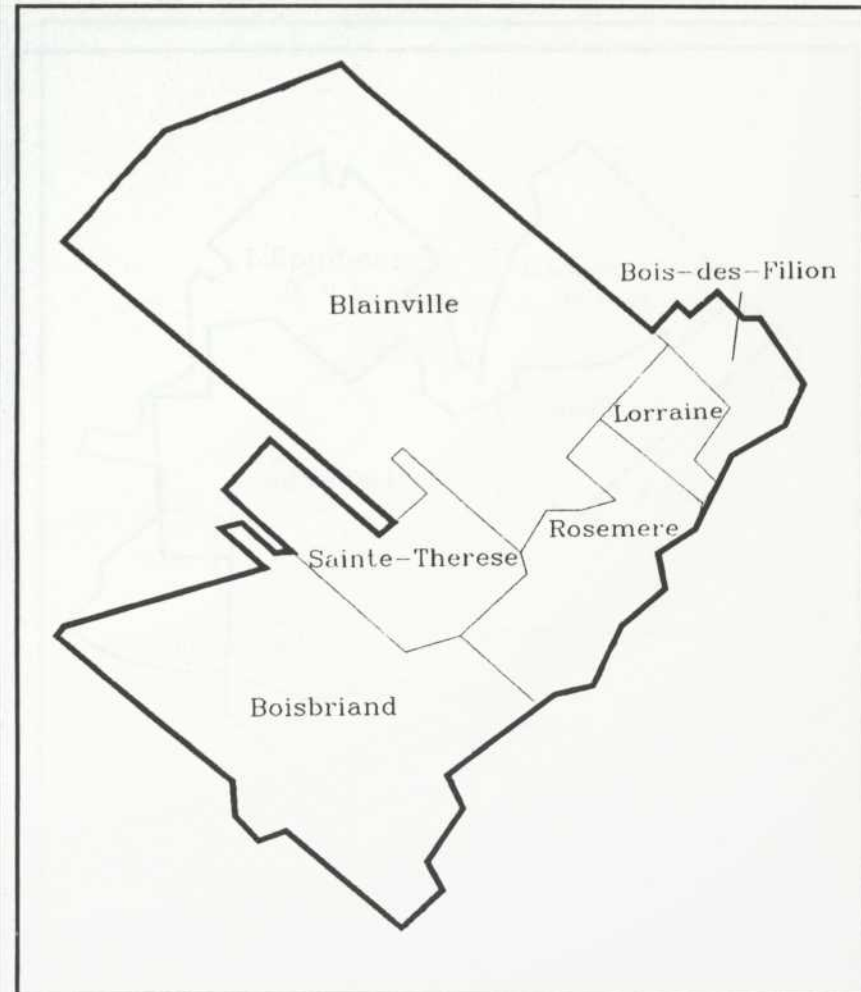 Bois-des-Filion
Blainville
Lorraine
Rosemere
Sainte-Therese
Boisbriand